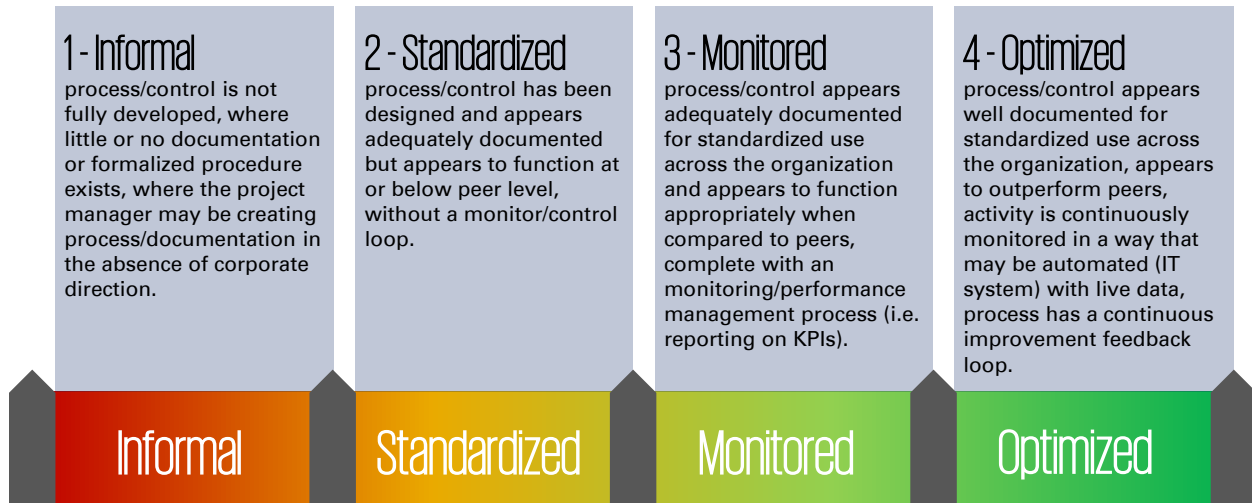 1 - Informal
process/control is not
fully developed, where
little or no documentation
or formalized procedure
exists, where the project
manager may be creating
process/documentation in
the absence of corporate
direction.
2 - Standardized
process/control has been
designed and appears
adequately documented
but appears to function at
or below peer level,
without a monitor/control
loop.
3 - Monitored
process/control appears
adequately documented
for standardized use
across the organization
and appears to function
appropriately when
compared to peers,
complete with an
monitoring/performance
management process (i.e.
reporting on KPIs).
4 - Optimized
process/control appears
well documented for
standardized use across
the organization, appears
to outperform peers,
activity is continuously
monitored in a way that
may be automated (IT
system) with live data,
process has a continuous
improvement feedback
loop.
Informal
Standardized
Monitored
Optimized